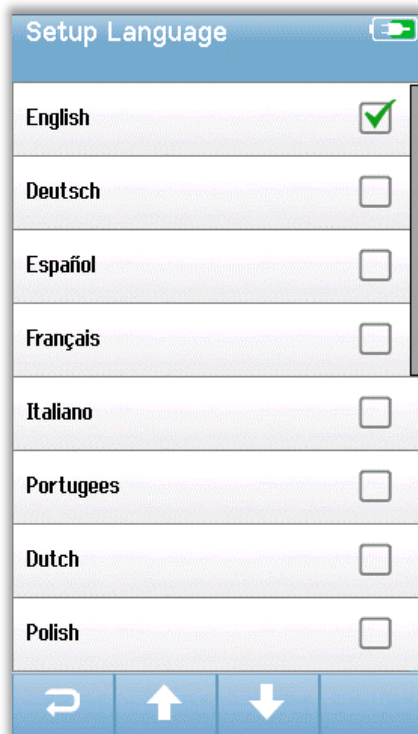 Setup Language
English
Deutsch
Español
Français
Italiano
Portugees
Dutch
Polish